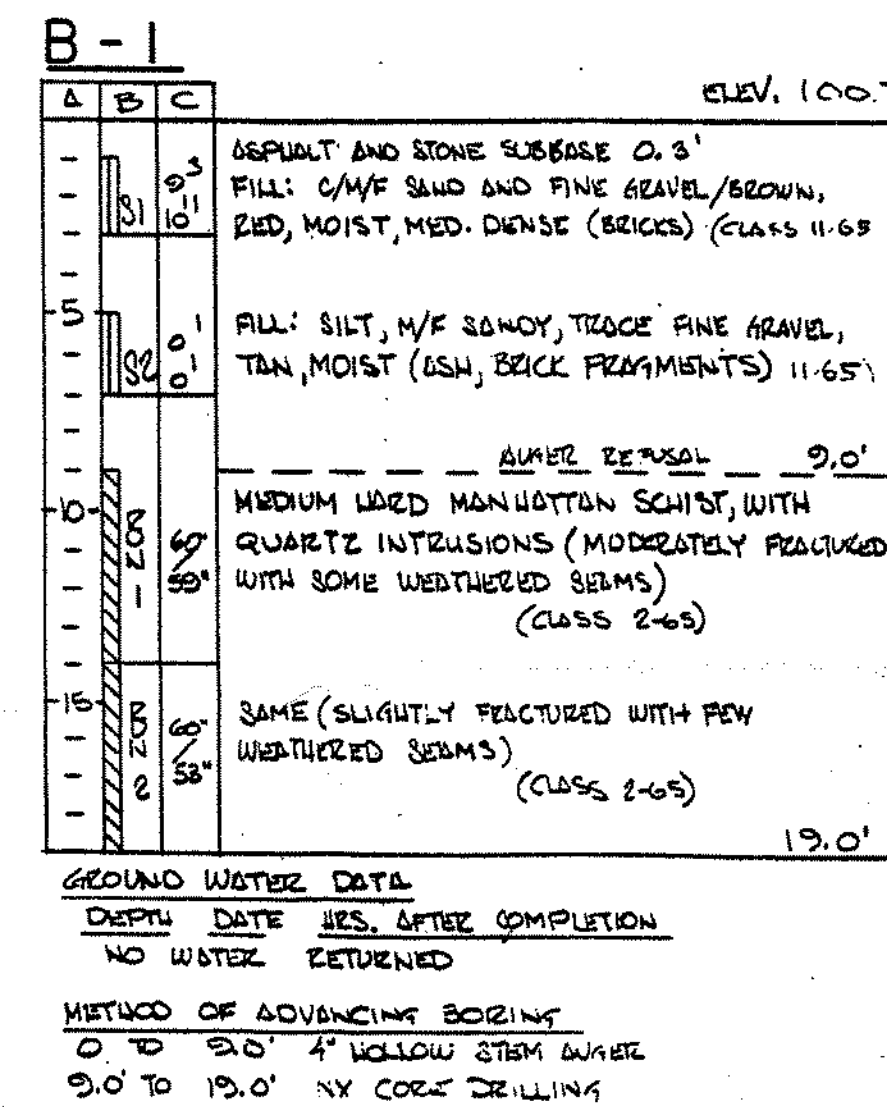 B-1
A B C ELEV. 100.
ASPHALT AND STONE SUBBASE 0.3'
FILL: C/M/F SAND AND FINE GRAVEL/BROWN,
RED, MOIST, MED. DENSE (BRICKS) (CLASS 11-65
S1
9 3
10 11
5
FILL: SILT, M/F SANDY, TRACE FINE GRAVEL,
TAN, MOIST (ASH, BRICK FRAGMENTS) 11-65)
S2
0 1
0 1
AUGER REFUSAL 9.0'
10
MEDIUM HARD MANHATTAN SCHIST, WITH
QUARTZ INTRUSIONS (MODERATELY FRACTURED
WITH SOME WEATHERED SEAMS)
(CLASS 2-65)
RUN 1
60"/59"
15
SAME (SLIGHTLY FRACTURED WITH FEW
WEATHERED SEAMS)
(CLASS 2-65)
RUN 2
60"/53"
19.0'
GROUND WATER DATA
DEPTH DATE HRS. AFTER COMPLETION
NO WATER RETURNED
METHOD OF ADVANCING BORING
0 TO 9.0' 4" HOLLOW STEM AUGER
9.0' TO 19.0' NX CORE DRILLING